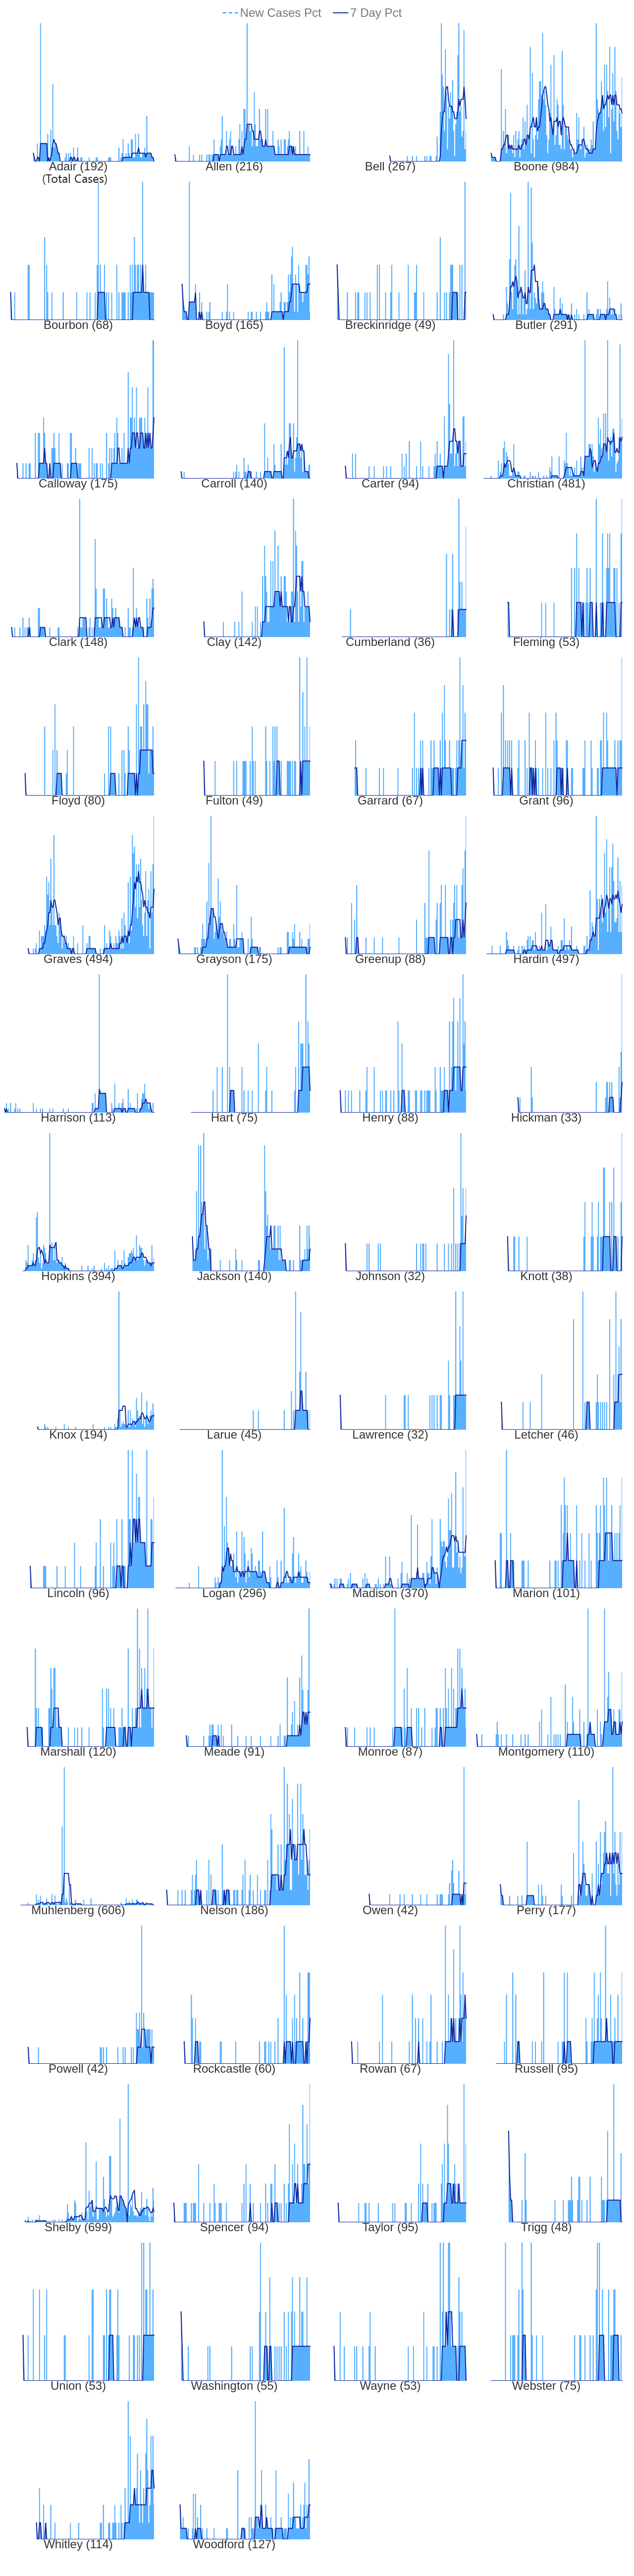 New Cases Pct 7 Day Pct
Adair (192) Allen (216) Bell (267) Boone (984)
(Total Cases)
Bourbon (68) Boyd (165) Breckinridge (49) Butler (291)
Calloway (175) Carroll (140) Carter (94) Christian (481)
Clark (148) Clay (142) Cumberland (36) Fleming (53)
Floyd (80) Fulton (49) Garrard (67) Grant (96)
Graves (494) Grayson (175) Greenup (88) Hardin (497)
Harrison (113) Hart (75) Henry (88) Hickman (33)
Hopkins (394) Jackson (140) Johnson (32) Knott (38)
Knox (194) Larue (45) Lawrence (32) Letcher (46)
Lincoln (96) Logan (296) Madison (370) Marion (101)
Marshall (120) Meade (91) Monroe (87) Montgomery (110)
Muhlenberg (606) Nelson (186) Owen (42) Perry (177)
Powell (42) Rockcastle (60) Rowan (67) Russell (95)
Shelby (699) Spencer (94) Taylor (95) Trigg (48)
Union (53) Washington (55) Wayne (53) Webster (75)
Whitley (114) Woodford (127)